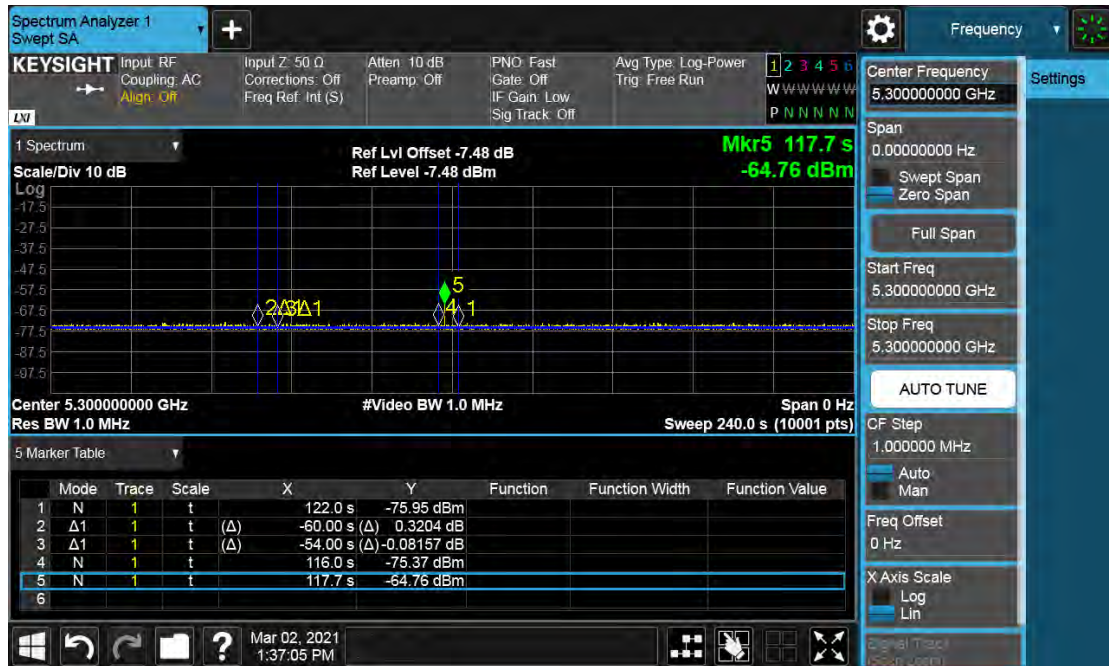 Spectrum Analyzer 1
Swept SA
+
Frequency
KEYSIGHT
LXI
Input: RF
Coupling: AC
Align: Off
Input Z: 50 Ω
Corrections: Off
Freq Ref: Int (S)
Atten: 10 dB
Preamp: Off
PNO: Fast
Gate: Off
IF Gain: Low
Sig Track: Off
Avg Type: Log-Power
Trig: Free Run
1 2 3 4 5 6
W W W W W W
P N N N N N
1 Spectrum
Scale/Div 10 dB
Ref Lvl Offset -7.48 dB
Ref Level -7.48 dBm
Mkr5 117.7 s
-64.76 dBm
Log
-17.5
-27.5
-37.5
-47.5
-57.5
-67.5
-77.5
-87.5
-97.5
5
4
1
Center 5.300000000 GHz
#Video BW 1.0 MHz
Span 0 Hz
Res BW 1.0 MHz
Sweep 240.0 s (10001 pts)
5 Marker Table
Mode Trace Scale X Y Function Function Width Function Value
1 N 1 t 122.0 s -75.95 dBm
2 Δ1 1 t (Δ) -60.00 s (Δ) 0.3204 dB
3 Δ1 1 t (Δ) -54.00 s (Δ) -0.08157 dB
4 N 1 t 116.0 s -75.37 dBm
5 N 1 t 117.7 s -64.76 dBm
6
?
Mar 02, 2021
1:37:05 PM
Center Frequency
5.300000000 GHz
Settings
Span
0.00000000 Hz
Swept Span
Zero Span
Full Span
Start Freq
5.300000000 GHz
Stop Freq
5.300000000 GHz
AUTO TUNE
CF Step
1.000000 MHz
Auto
Man
Freq Offset
0 Hz
X Axis Scale
Log
Lin